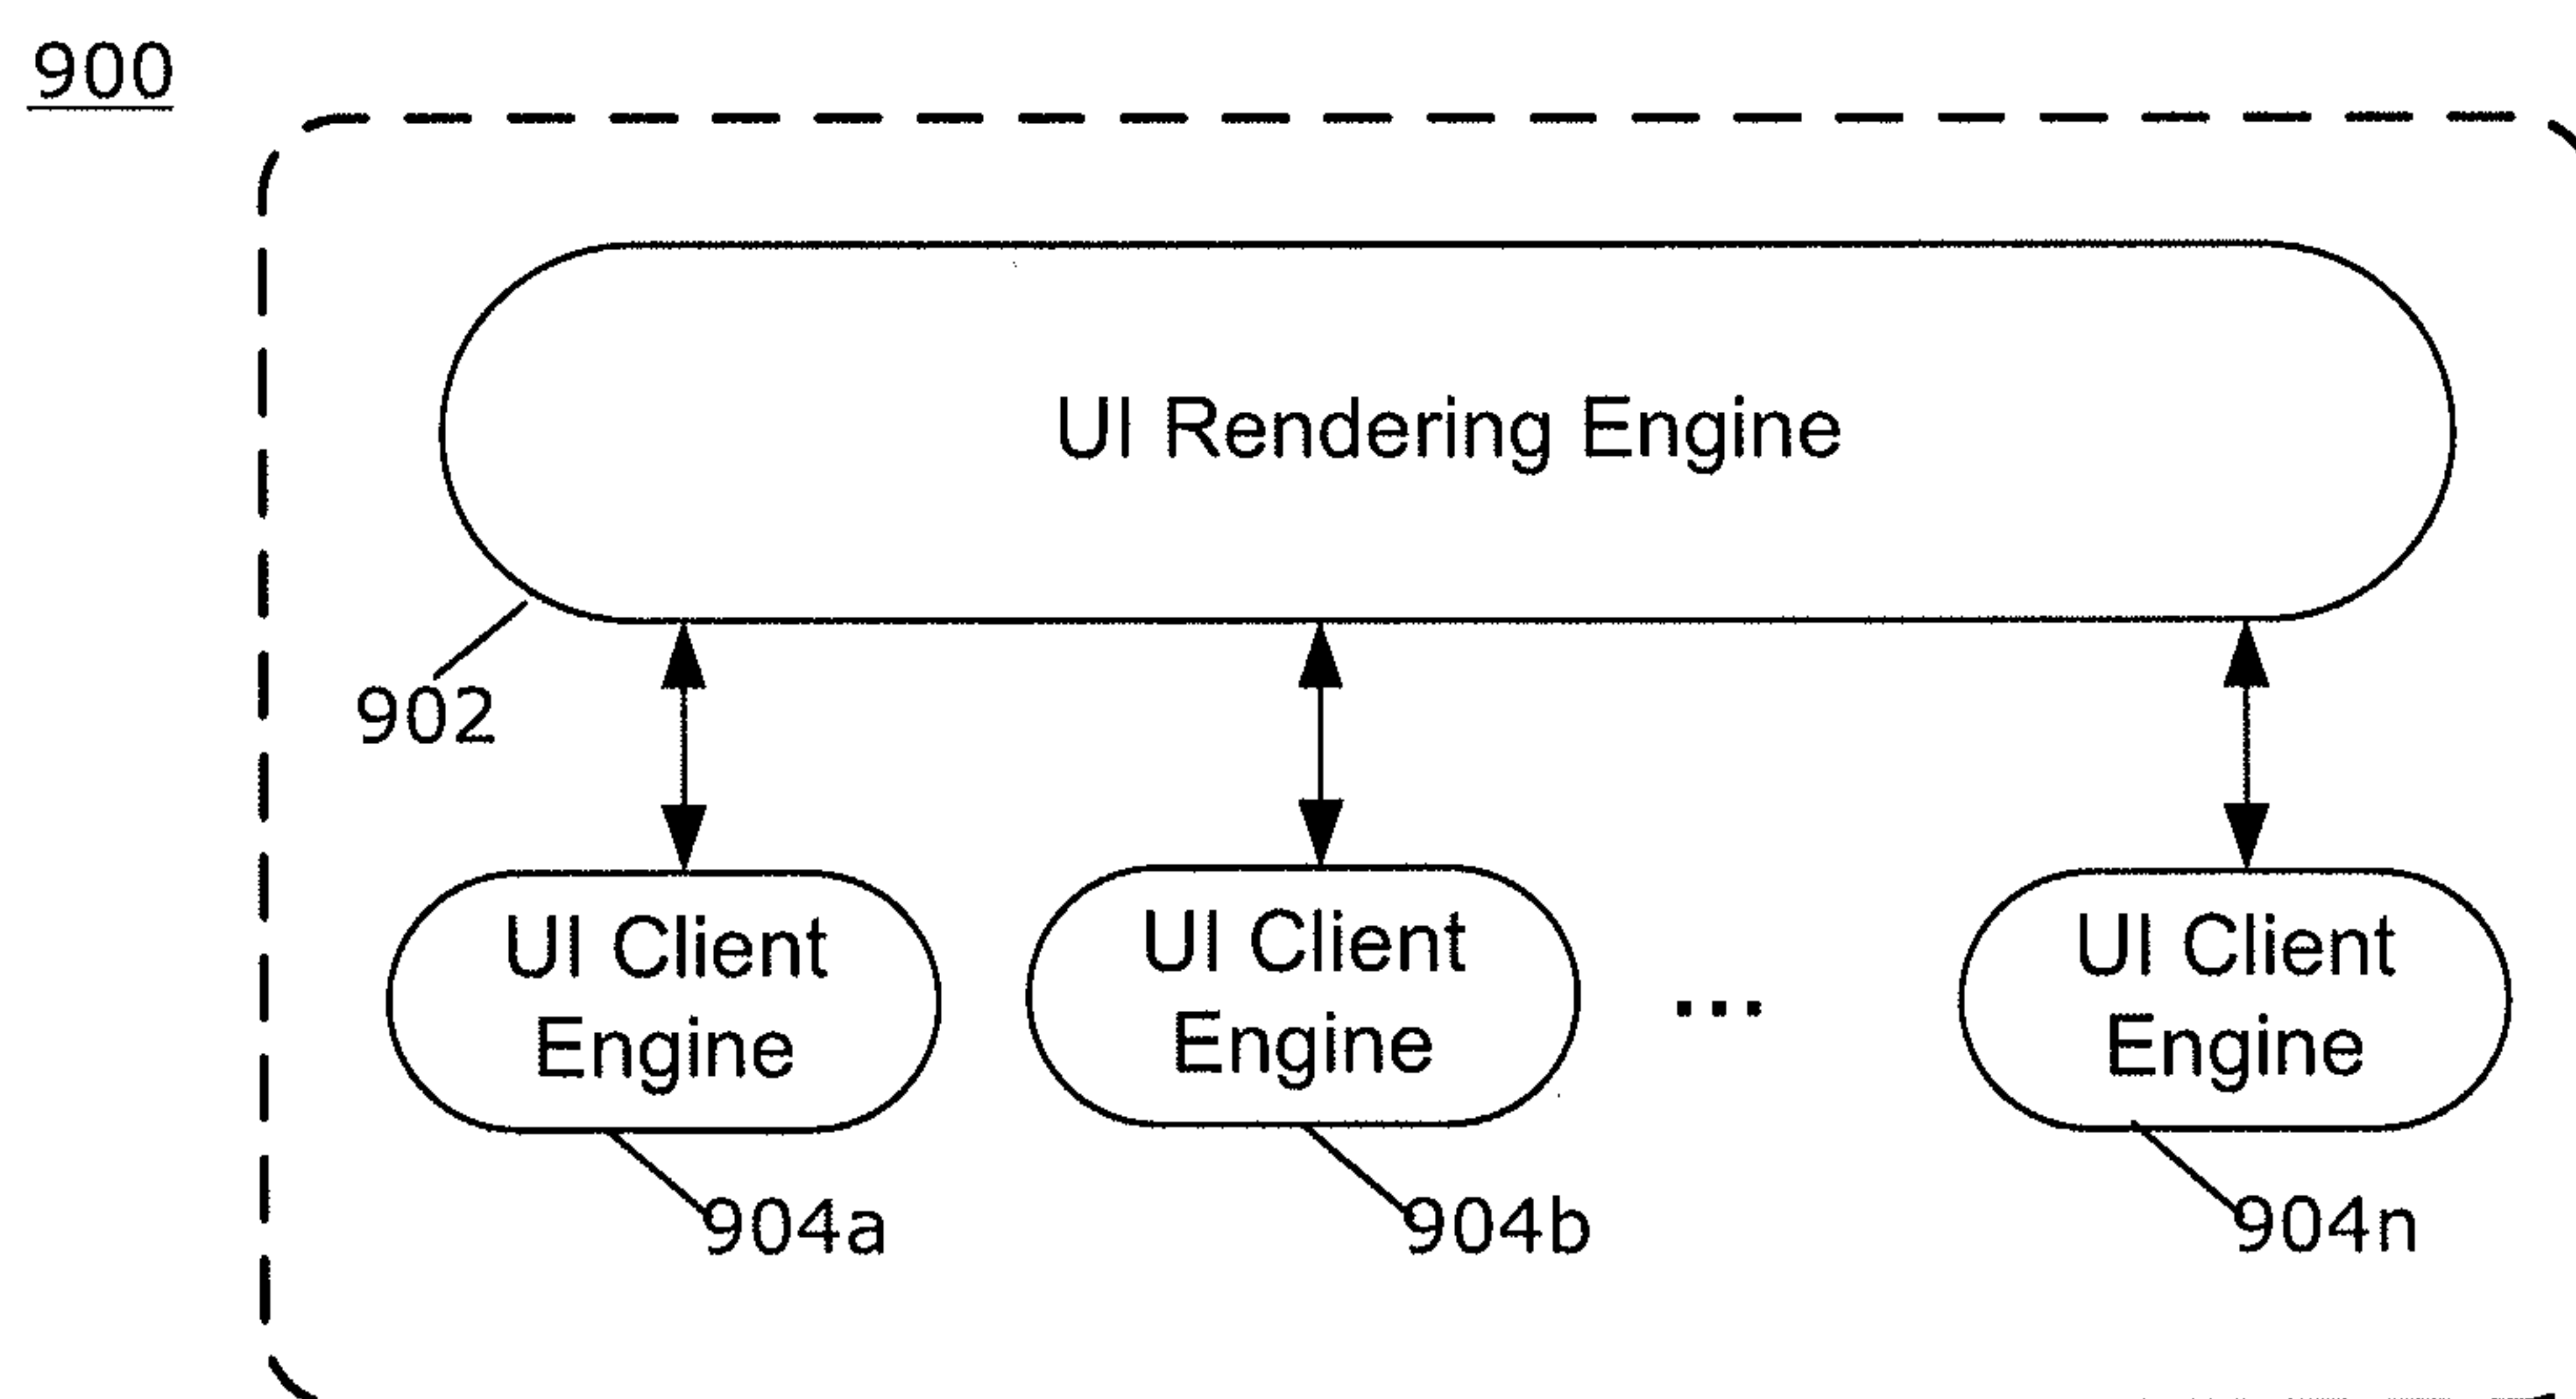 900
UI Rendering Engine
902
UI Client
Engine
UI Client
Engine
...
UI Client
Engine
904a
904b
904n